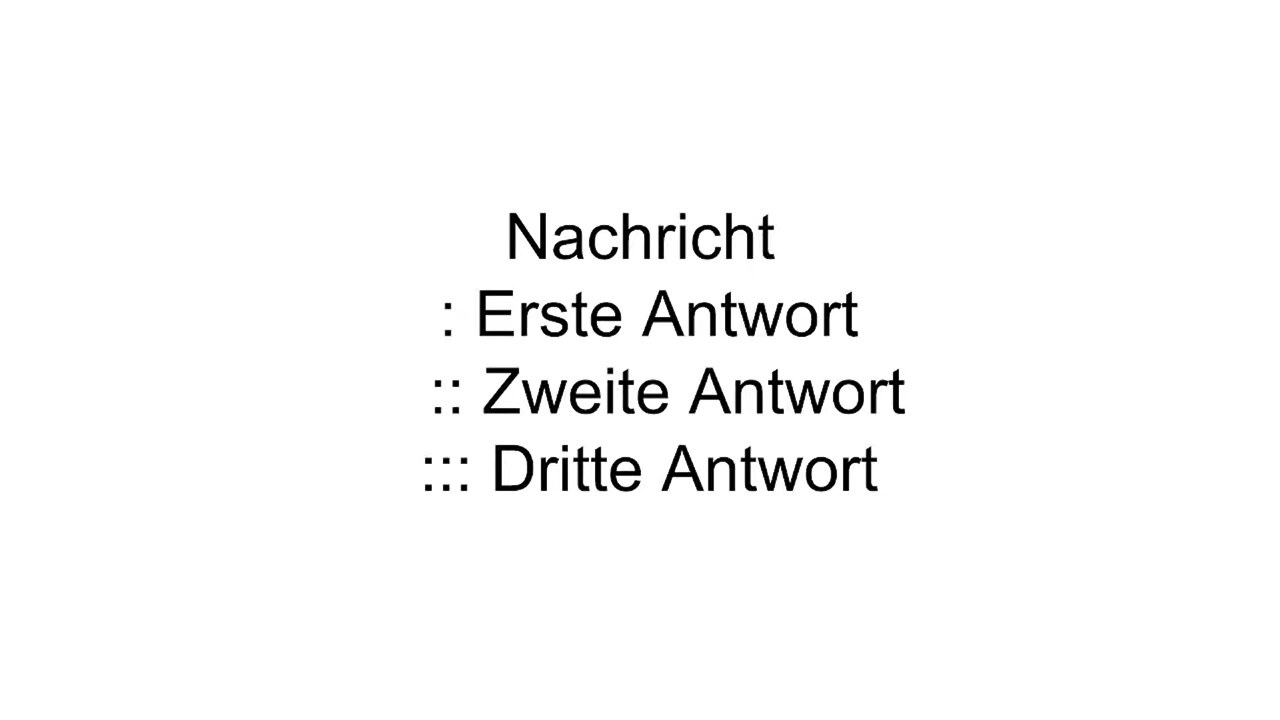 Nachricht
: Erste Antwort
:: Zweite Antwort
::: Dritte Antwort